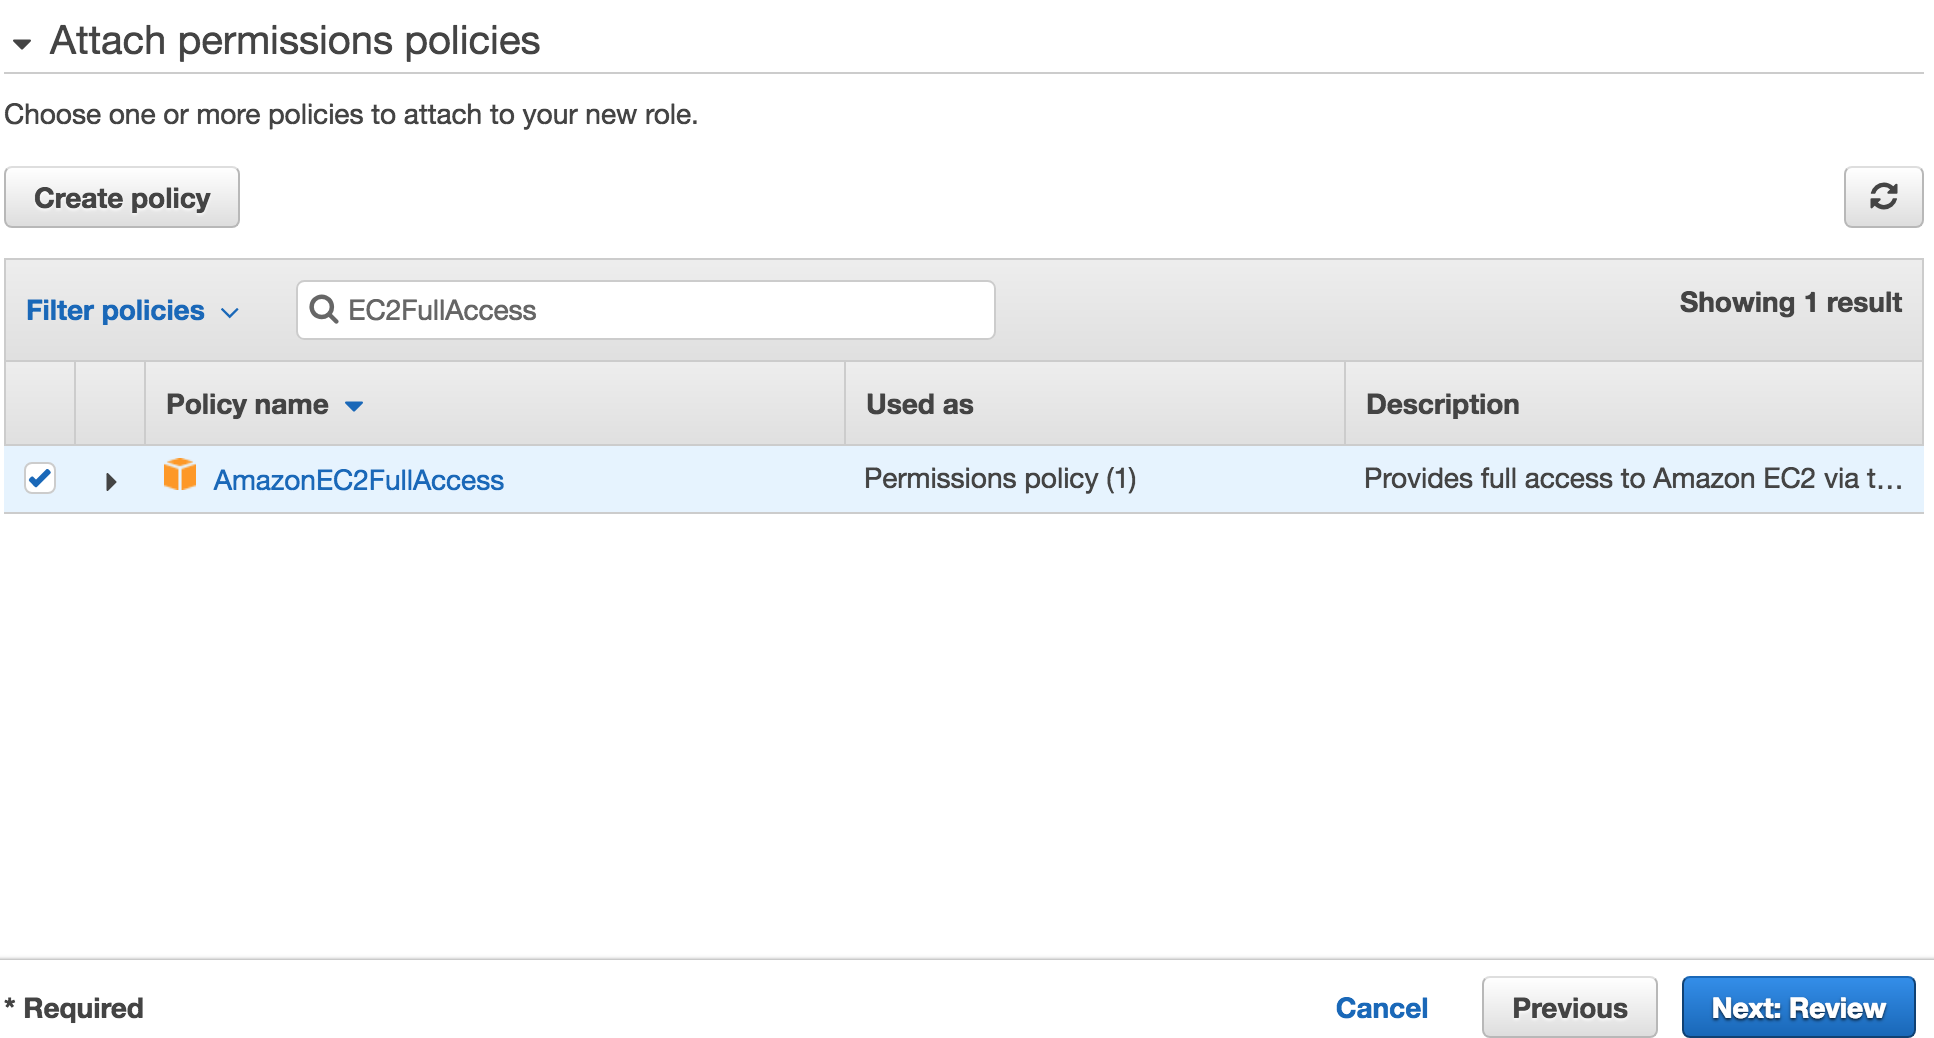 Attach permissions policies
Choose one or more policies to attach to your new role.
Create policy
Filter policies
EC2FullAccess
Showing 1 result
Policy name
Used as
Description
AmazonEC2FullAccess
Permissions policy (1)
Provides full access to Amazon EC2 via t...
* Required
Cancel
Previous
Next: Review